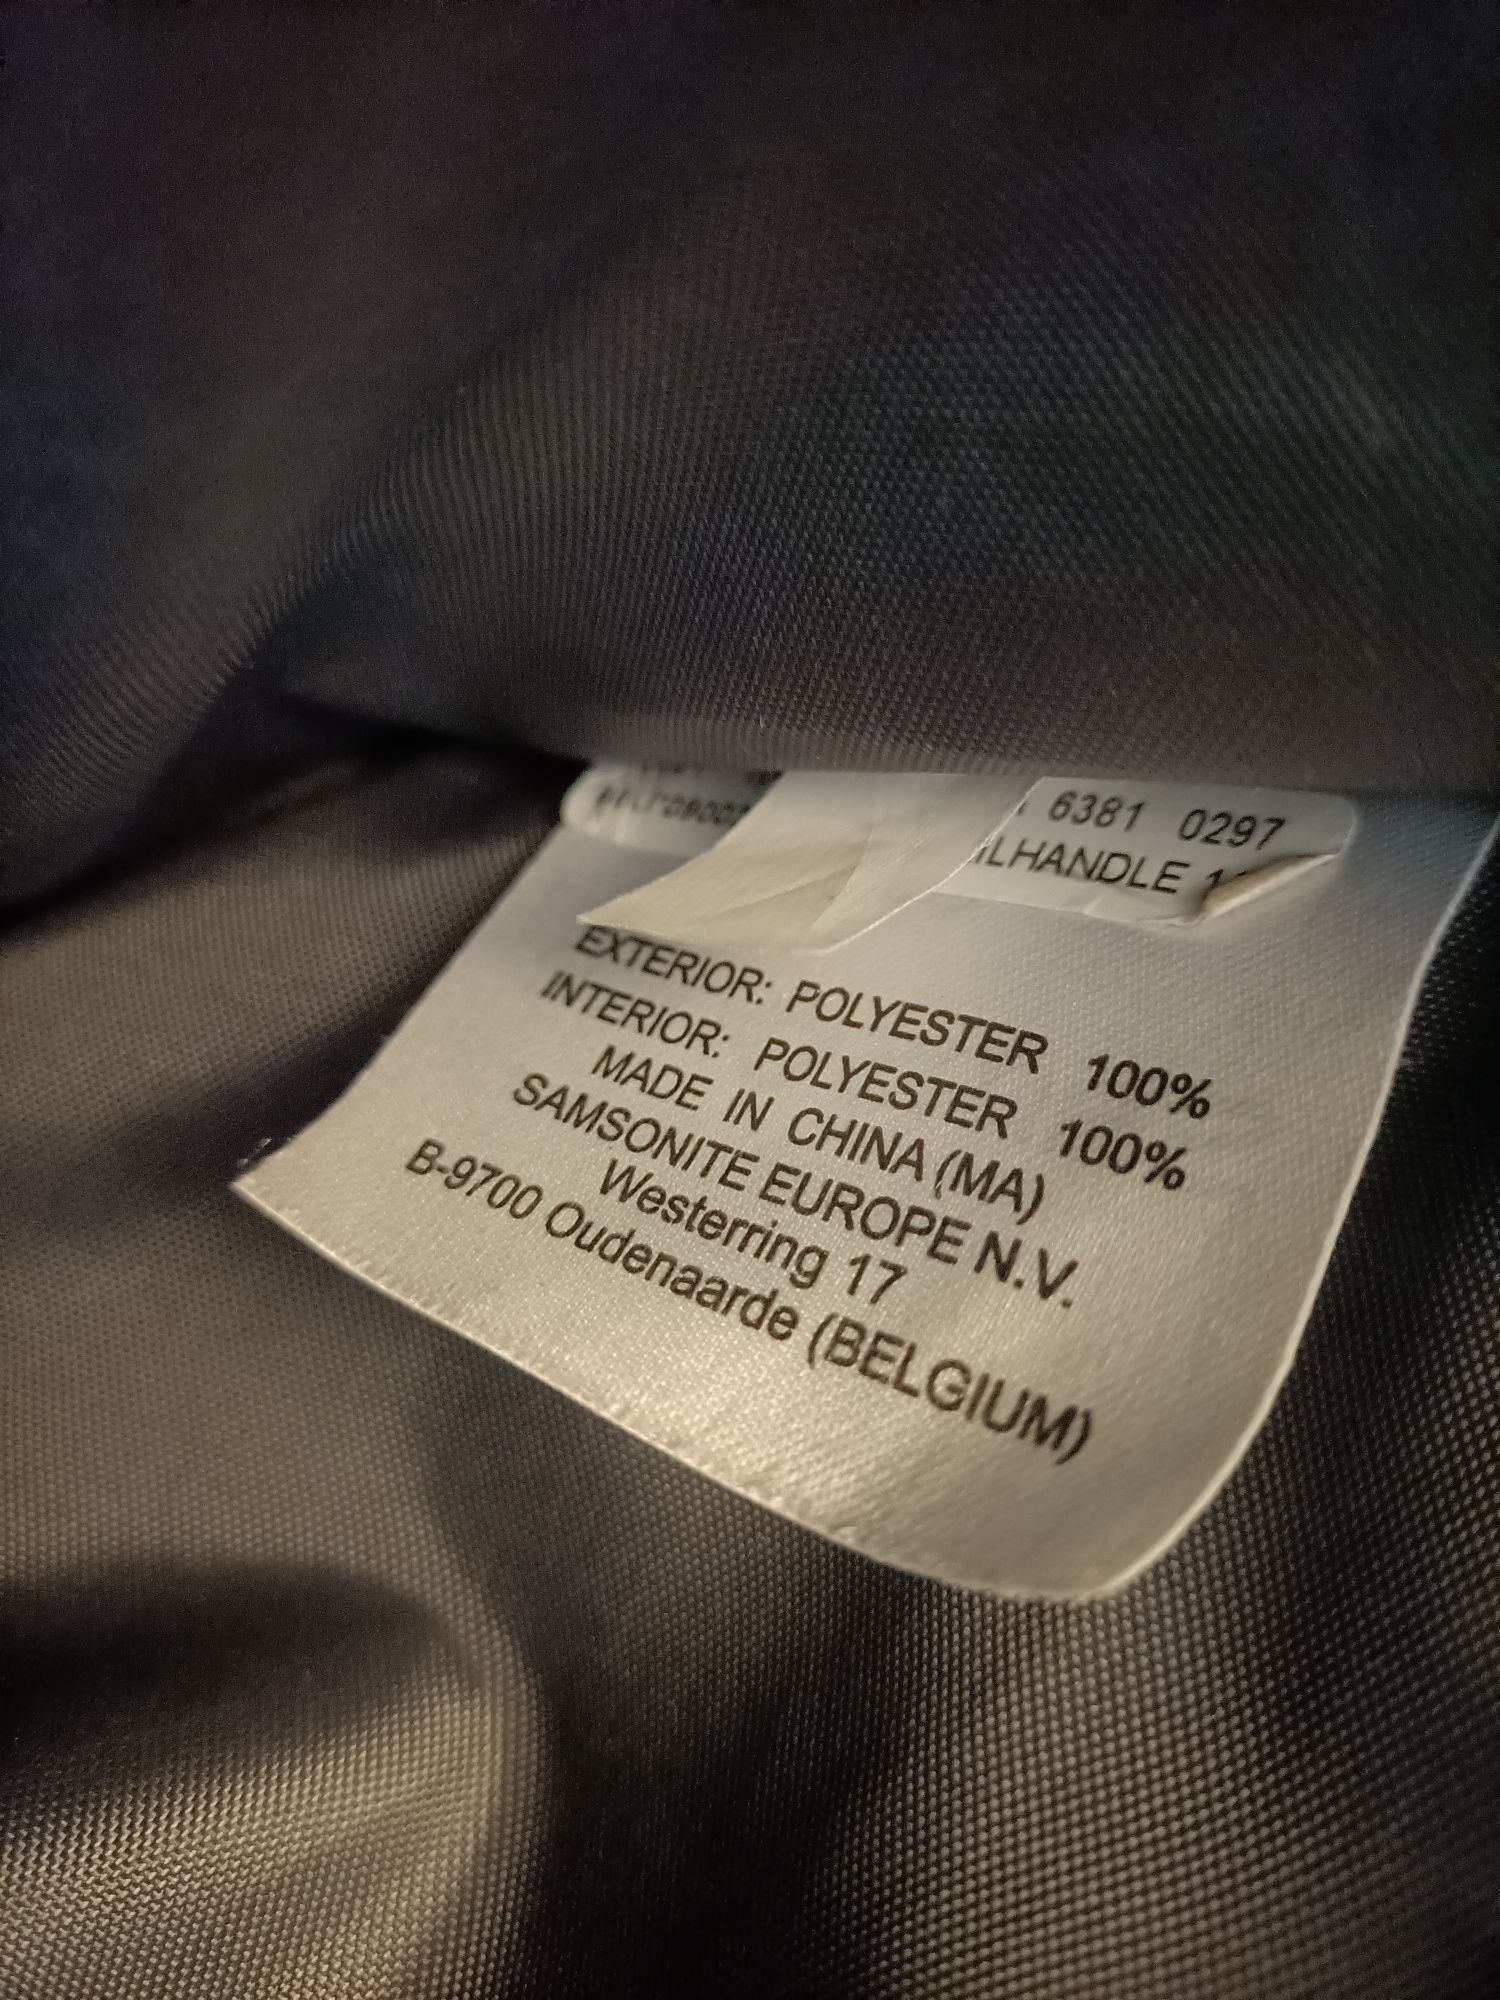 6381 0297
ILHANDLE
EXTERIOR: POLYESTER 100%
INTERIOR: POLYESTER 100%
MADE IN CHINA (MA)
SAMSONITE EUROPE N.V.
Westerring 17
B-9700 Oudenaarde (BELGIUM)